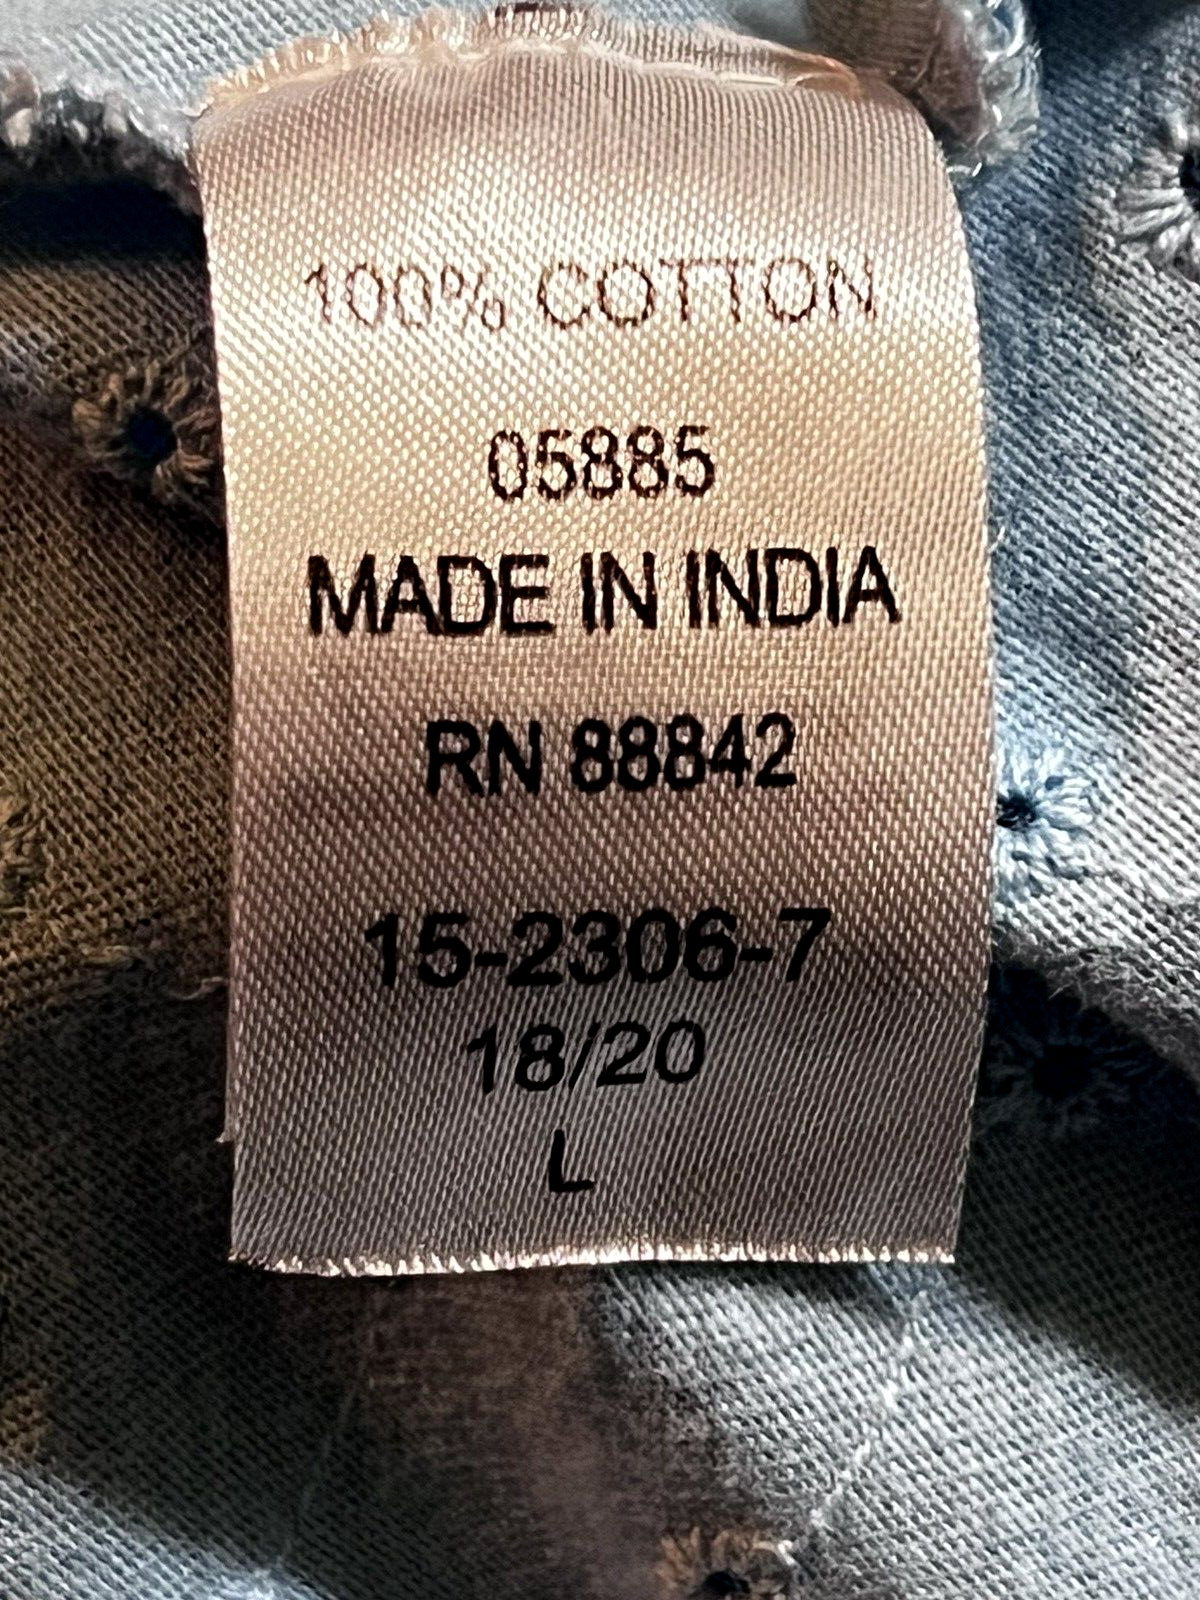 100% COTTON
05885
MADE IN INDIA
RN 88842
15-2306-7
18/20
L